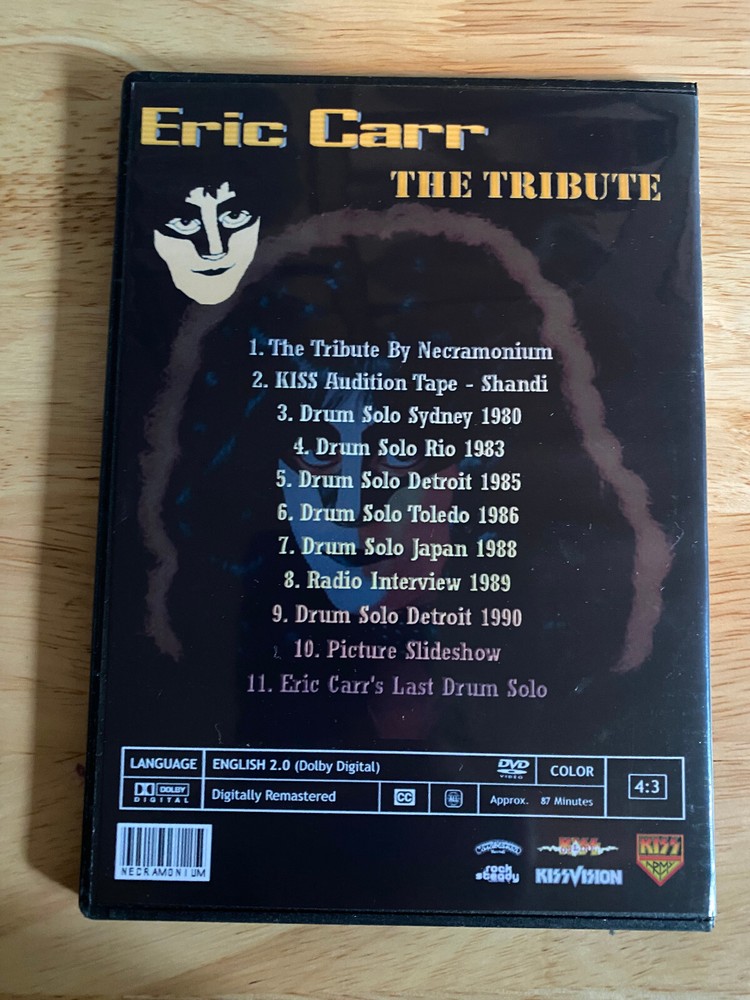 Eric Carr
THE TRIBUTE
1. The Tribute By Necramonium
2. KISS Audition Tape - Shandi
3. Drum Solo Sydney 1980
4. Drum Solo Rio 1983
5. Drum Solo Detroit 1985
6. Drum Solo Toledo 1986
7. Drum Solo Japan 1988
8. Radio Interview 1989
9. Drum Solo Detroit 1990
10. Picture Slideshow
11. Eric Carr's Last Drum Solo
LANGUAGE ENGLISH 2.0 (Dolby Digital) DVD VIDEO COLOR 4:3
DOLBY DIGITAL Digitally Remastered CC ALL Approx. 87 Minutes
NECRAMONIUM
rock steady
KISSVISION
KISS ARMY